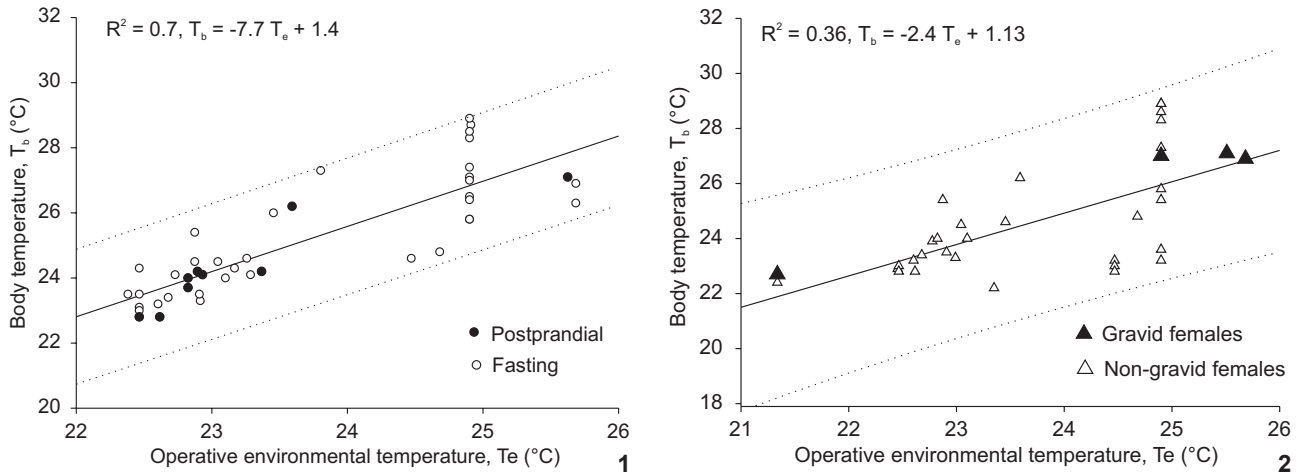 R² = 0.7, T_b = -7.7 T_e + 1.4
Body temperature, T_b (°C)
32
30
28
26
24
22
20
Postprandial
Fasting
22 23 24 25 26
Operative environmental temperature, Te (°C)
1
R² = 0.36, T_b = -2.4 T_e + 1.13
Body temperature, T_b (°C)
32
30
28
26
24
22
20
18
Gravid females
Non-gravid females
21 22 23 24 25 26
Operative environmental temperature, Te (°C)
2